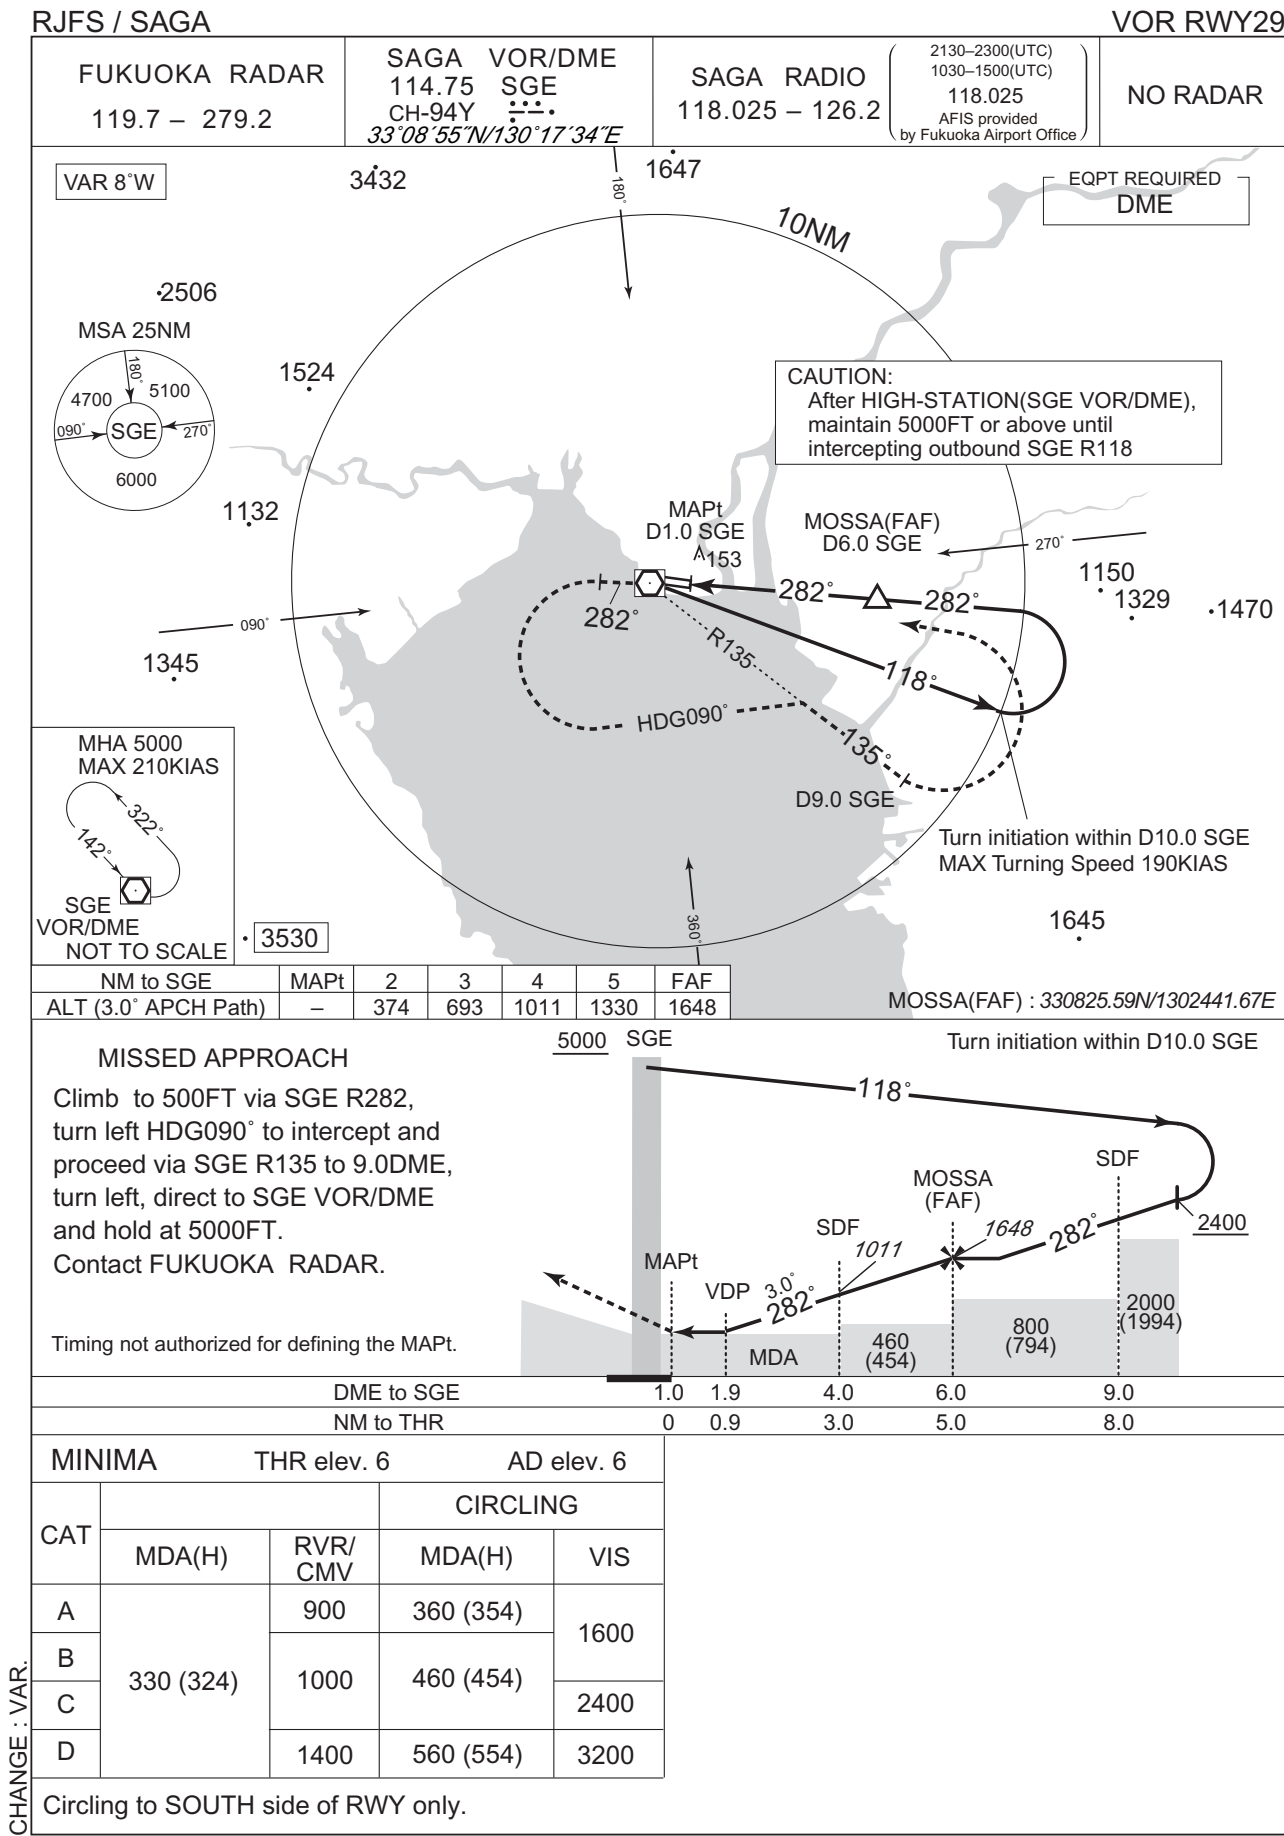 RJFS / SAGA
VOR RWY29
FUKUOKA RADAR
119.7 – 279.2
SAGA VOR/DME
114.75 SGE
CH-94Y
33°08′55″N/130°17′34″E
SAGA RADIO
118.025 – 126.2
2130–2300(UTC)
1030–1500(UTC)
118.025
AFIS provided
by Fukuoka Airport Office
NO RADAR
VAR 8°W
3432
180°
1647
EQPT REQUIRED
DME
10NM
2506
MSA 25NM
180°
4700
5100
090°
SGE
270°
6000
1524
CAUTION:
After HIGH-STATION(SGE VOR/DME),
maintain 5000FT or above until
intercepting outbound SGE R118
1132
MAPt
D1.0 SGE
153
MOSSA(FAF)
D6.0 SGE
270°
1150
1329
1470
282°
282°
282°
090°
R135
118°
1345
HDG090°
135°
D9.0 SGE
MHA 5000
MAX 210KIAS
322°
142°
SGE
VOR/DME
NOT TO SCALE
3530
Turn initiation within D10.0 SGE
MAX Turning Speed 190KIAS
360°
1645
NM to SGE MAPt 2 3 4 5 FAF
ALT (3.0° APCH Path) – 374 693 1011 1330 1648
MOSSA(FAF) : 330825.59N/1302441.67E
MISSED APPROACH
Climb to 500FT via SGE R282,
turn left HDG090° to intercept and
proceed via SGE R135 to 9.0DME,
turn left, direct to SGE VOR/DME
and hold at 5000FT.
Contact FUKUOKA RADAR.
Timing not authorized for defining the MAPt.
5000
SGE
Turn initiation within D10.0 SGE
118°
SDF
MOSSA
(FAF)
SDF
1011
1648
282°
2400
MAPt
VDP
3.0°
282°
MDA
460
(454)
800
(794)
2000
(1994)
DME to SGE 1.0 1.9 4.0 6.0 9.0
NM to THR 0 0.9 3.0 5.0 8.0
MINIMA THR elev. 6 AD elev. 6
CAT
CIRCLING
MDA(H)
RVR/
CMV
MDA(H)
VIS
A
900
360 (354)
1600
B
330 (324)
1000
460 (454)
C
2400
D
1400
560 (554)
3200
Circling to SOUTH side of RWY only.
CHANGE : VAR.